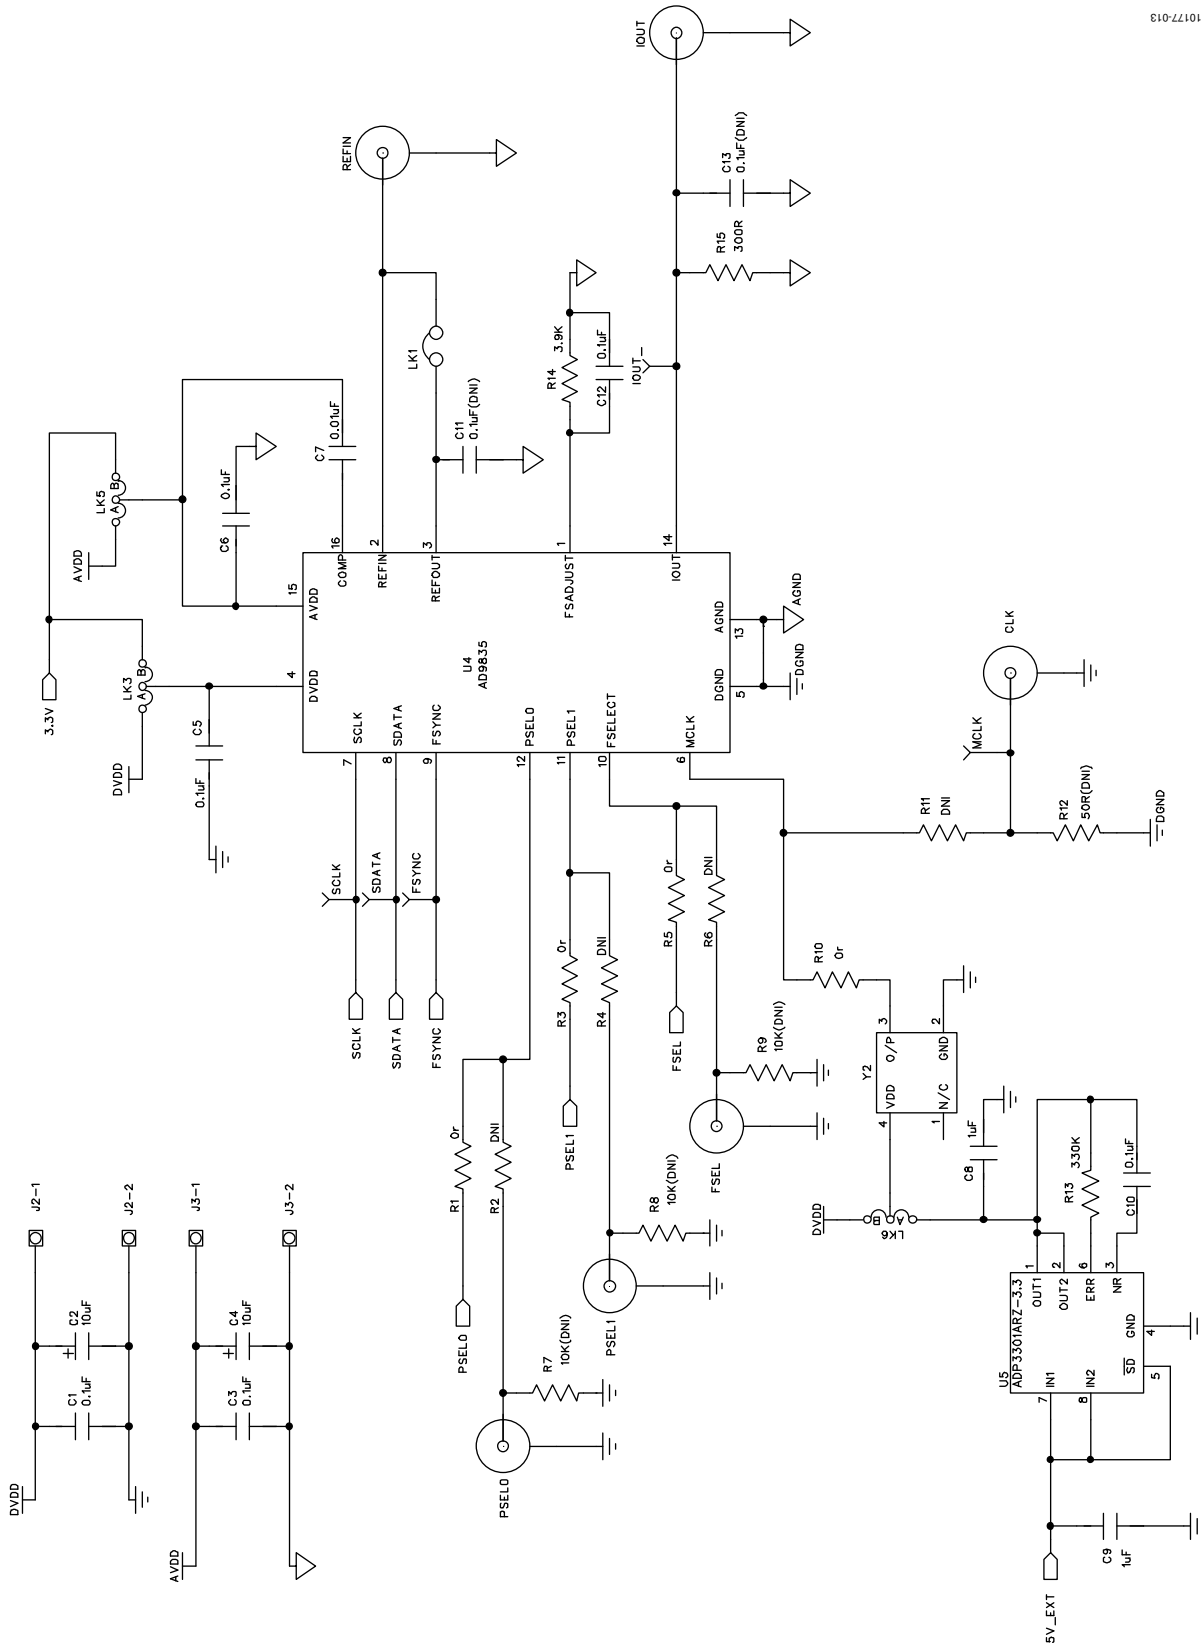 10177-013
IOUT
REFIN
C13
0.1uF(DNI)
R15
300R
LK1
R14
3.9K
C12
0.1uF
IOUT_
C11
0.1uF(DNI)
C7
0.01uF
C6
0.1uF
LK5
A
B
AVDD
3.3V
LK3
A
B
DVDD
C5
0.1uF
15
AVDD
4
DVDD
16
COMP
2
REFIN
3
REFOUT
1
FSADJUST
14
IOUT
U4
AD9835
AGND
13
DGND
5
AGND
DGND
SCLK
7
SDATA
8
FSYNC
9
PSEL0
12
PSEL1
11
FSELECT
10
MCLK
6
SCLK
SDATA
FSYNC
SCLK
SDATA
FSYNC
R1
0r
R2
DNI
PSEL0
R7
10K(DNI)
PSEL0
R3
0r
R4
DNI
PSEL1
R8
10K(DNI)
PSEL1
R5
0r
R6
DNI
FSEL
R9
10K(DNI)
FSEL
CLK
MCLK
R11
DNI
R12
50R(DNI)
DGND
R10
0r
Y2
3
O/P
2
GND
4
VDD
1
N/C
C8
1uF
DVDD
LK6
B
A
R13
330K
C10
0.1uF
U5
ADP3301ARZ-3.3
1
OUT1
2
OUT2
6
ERR
3
NR
GND
4
IN1
7
IN2
8
SD
5
C9
1uF
5V_EXT
DVDD
C1
0.1uF
C2
10uF
+
J2-1
J2-2
AVDD
C3
0.1uF
C4
10uF
+
J3-1
J3-2